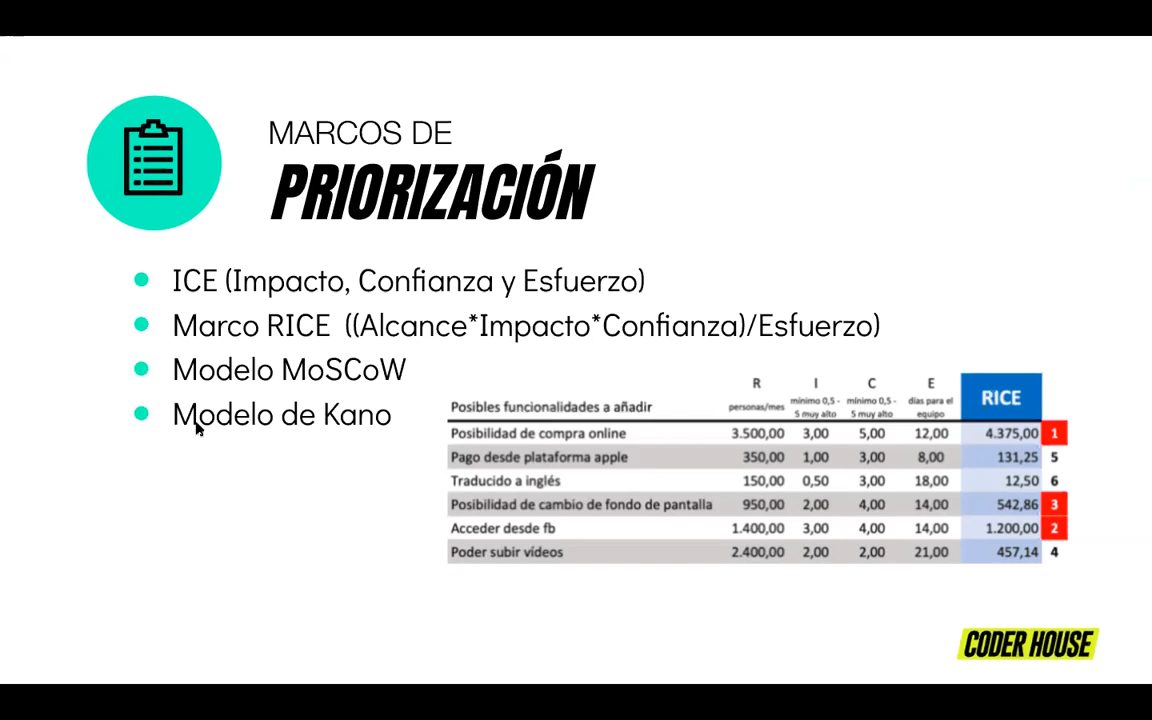 MARCOS DE
PRIORIZACIÓN
ICE (Impacto, Confianza y Esfuerzo)
Marco RICE ((Alcance*Impacto*Confianza)/Esfuerzo)
Modelo MoSCoW
Modelo de Kano
R I C E RICE
Posibles funcionalidades a añadir personas/mes mínimo 0,5 - 5 muy alto mínimo 0,5 - 5 muy alto días para el equipo
Posibilidad de compra online 3.500,00 3,00 5,00 12,00 4.375,00 1
Pago desde plataforma apple 350,00 1,00 3,00 8,00 131,25 5
Traducido a inglés 150,00 0,50 3,00 18,00 12,50 6
Posibilidad de cambio de fondo de pantalla 950,00 2,00 4,00 14,00 542,86 3
Acceder desde fb 1.400,00 3,00 4,00 14,00 1.200,00 2
Poder subir vídeos 2.400,00 2,00 2,00 21,00 457,14 4
CODER HOUSE